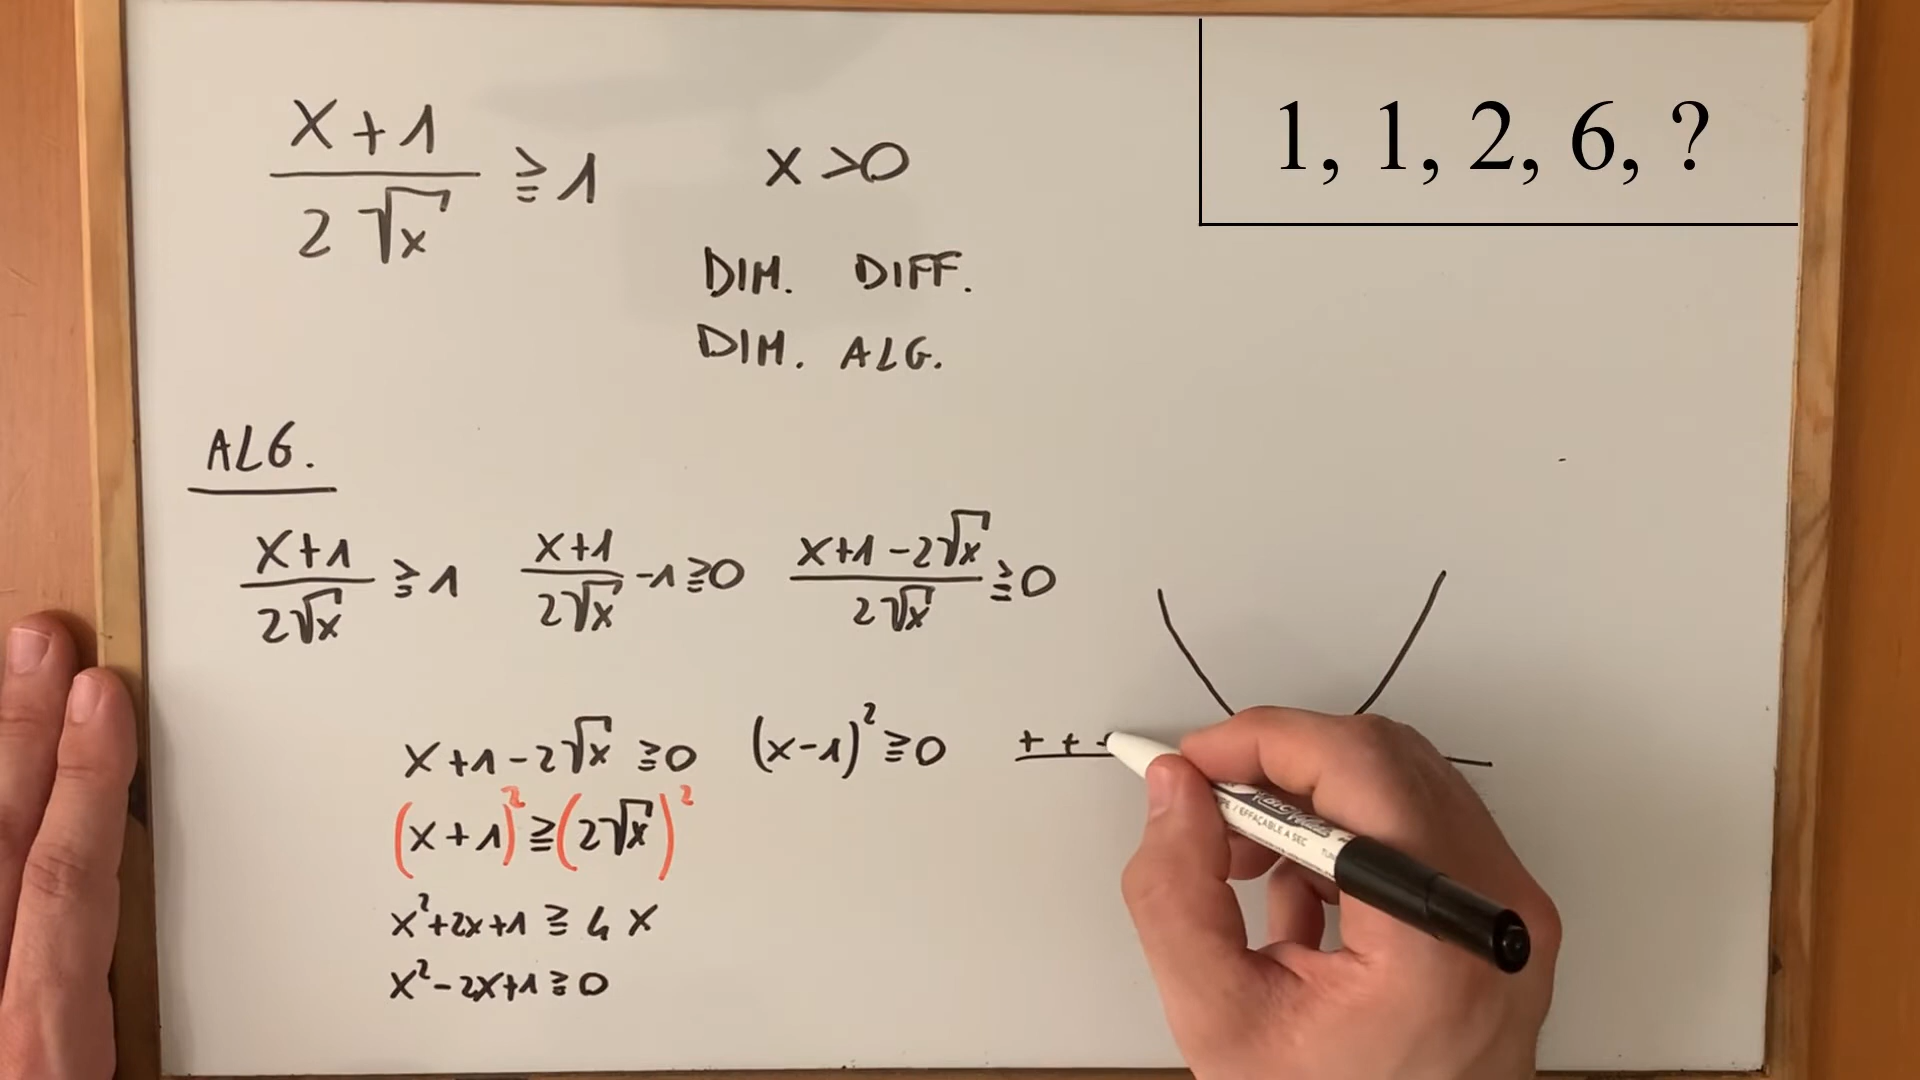 1, 1, 2, 6, ?
(x+1)/(2√x) ≧ 1 x>0
DIM. DIFF.
DIM. ALG.
ALG.
(x+1)/(2√x) ≧ 1 (x+1)/(2√x) -1 ≧ 0 (x+1-2√x)/(2√x) ≧ 0
x+1-2√x ≧ 0 (x-1)² ≧ 0 + +
(x+1)² ≧ (2√x)²
x²+2x+1 ≧ 4x
x²-2x+1 ≧ 0
EFFAÇABLE A SEC